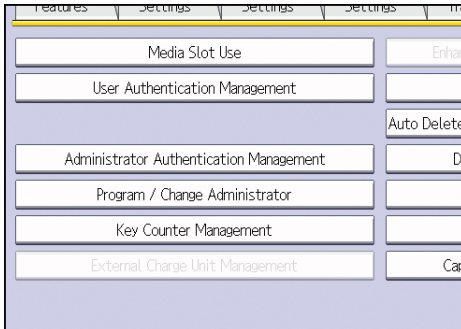 Features Settings Settings Settings
Media Slot Use
User Authentication Management
Auto Delete
Administrator Authentication Management
Program / Change Administrator
Key Counter Management
External Charge Unit Management